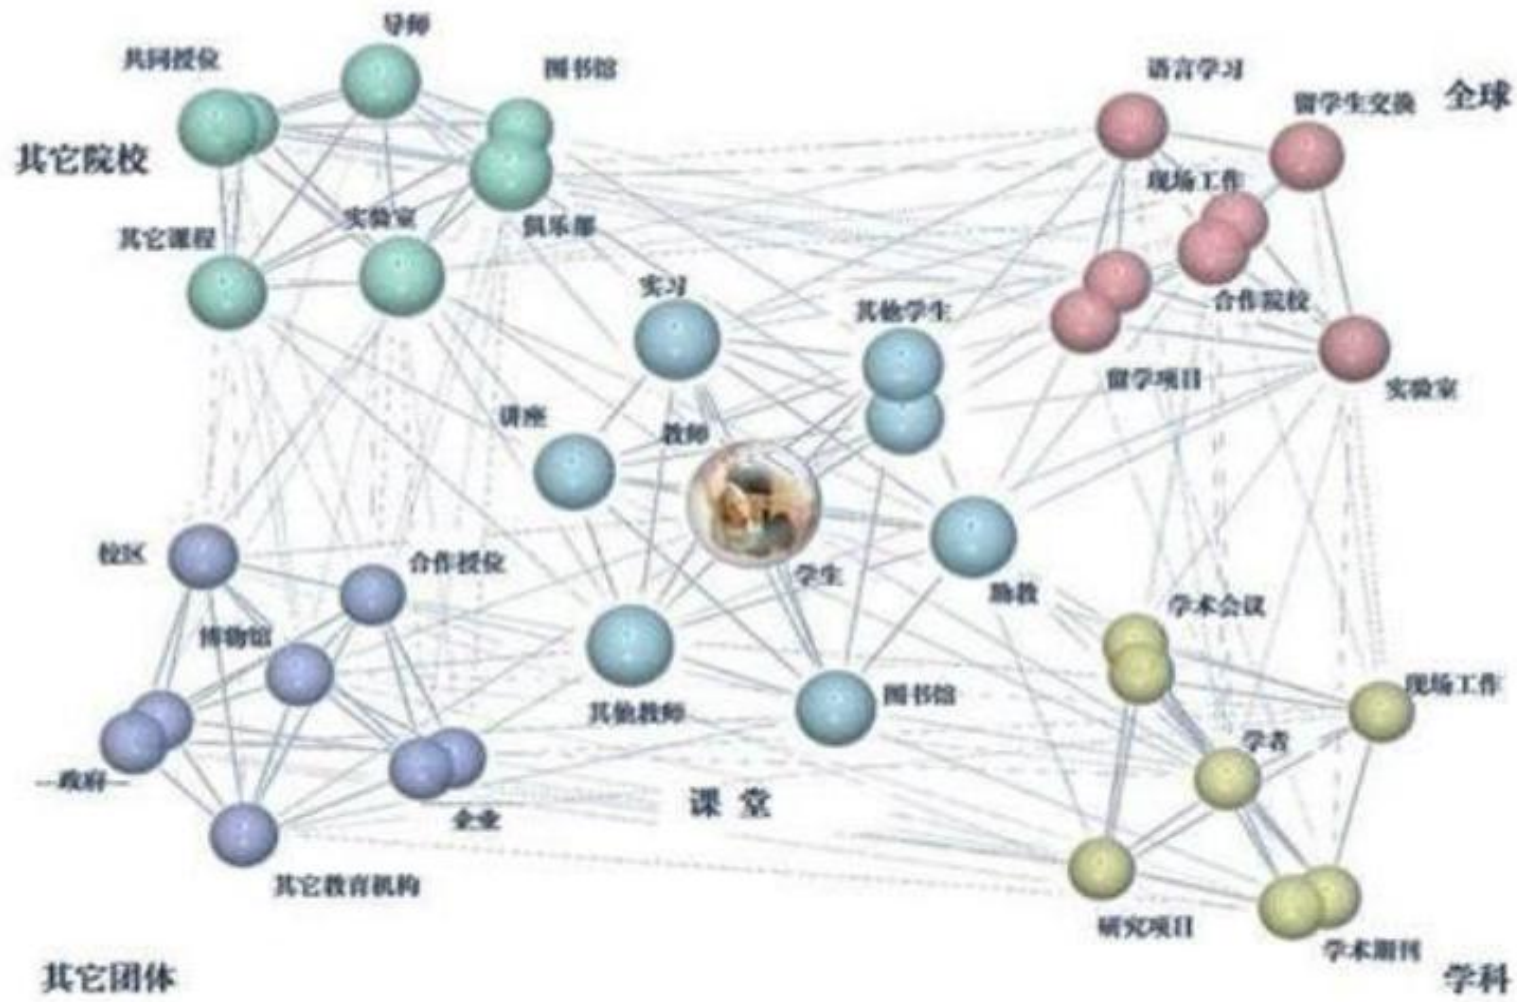 导师
共同授位
图书馆
其它院校
其它课程
实验室
俱乐部
语言学习
留学生交换
全球
现场工作
合作院校
留学项目
实验室
实习
其他学生
讲座
教师
学生
助教
其他教师
图书馆
课 堂
校区
合作授位
博物馆
—政府—
企业
其它教育机构
其它团体
学术会议
现场工作
学者
研究项目
学术期刊
学科